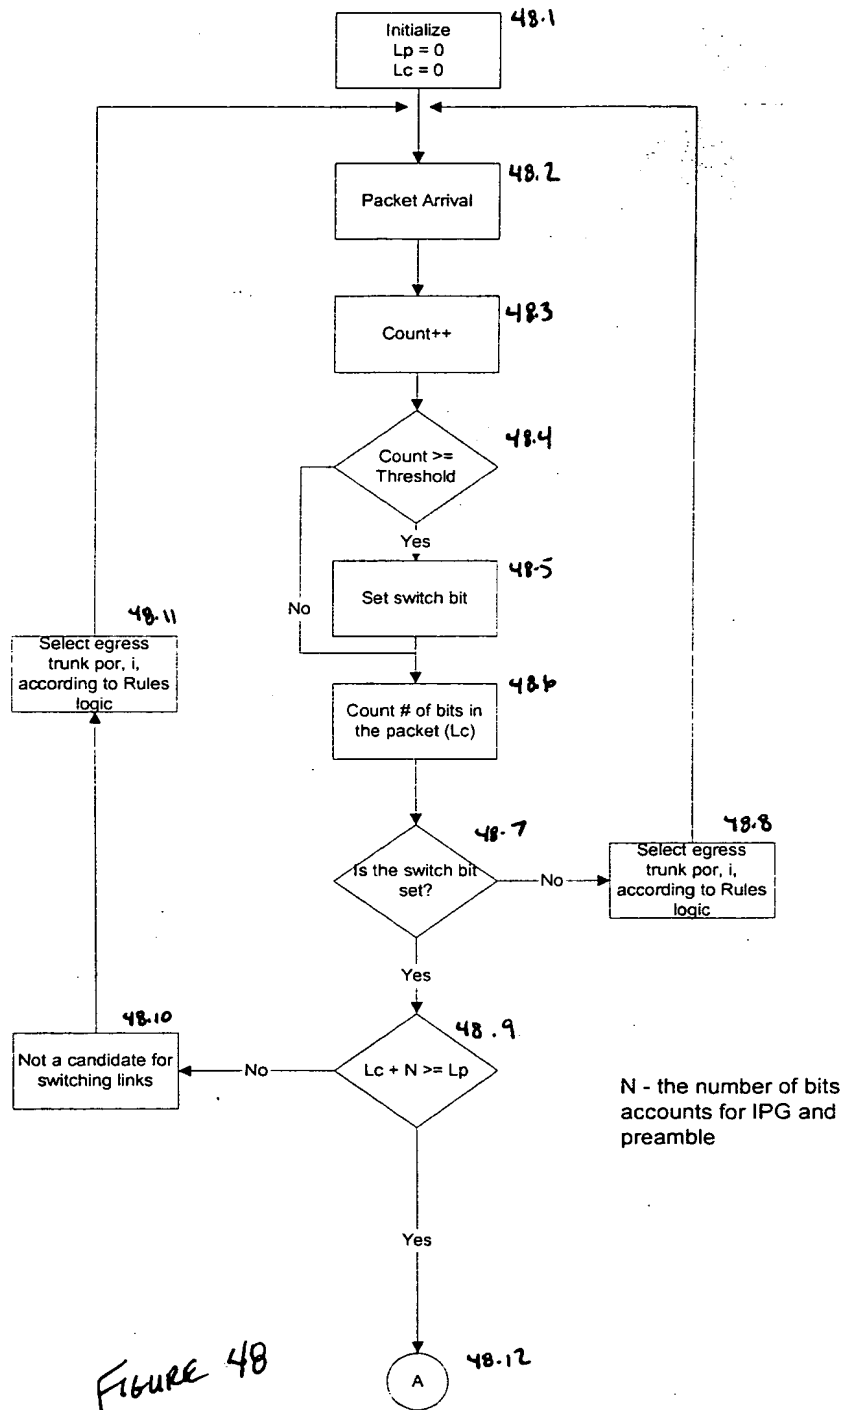 48.1
Initialize
Lp = 0
Lc = 0
48.2
Packet Arrival
48.3
Count++
48.4
Count >=
Threshold
Yes
48.5
Set switch bit
No
48.11
Select egress
trunk por, i,
according to Rules
logic
48.6
Count # of bits in
the packet (Lc)
48.7
Is the switch bit
set?
No
48.8
Select egress
trunk por, i,
according to Rules
logic
Yes
48.10
Not a candidate for
switching links
No
48.9
Lc + N >= Lp
N - the number of bits
accounts for IPG and
preamble
Yes
48.12
A
FIGURE 48